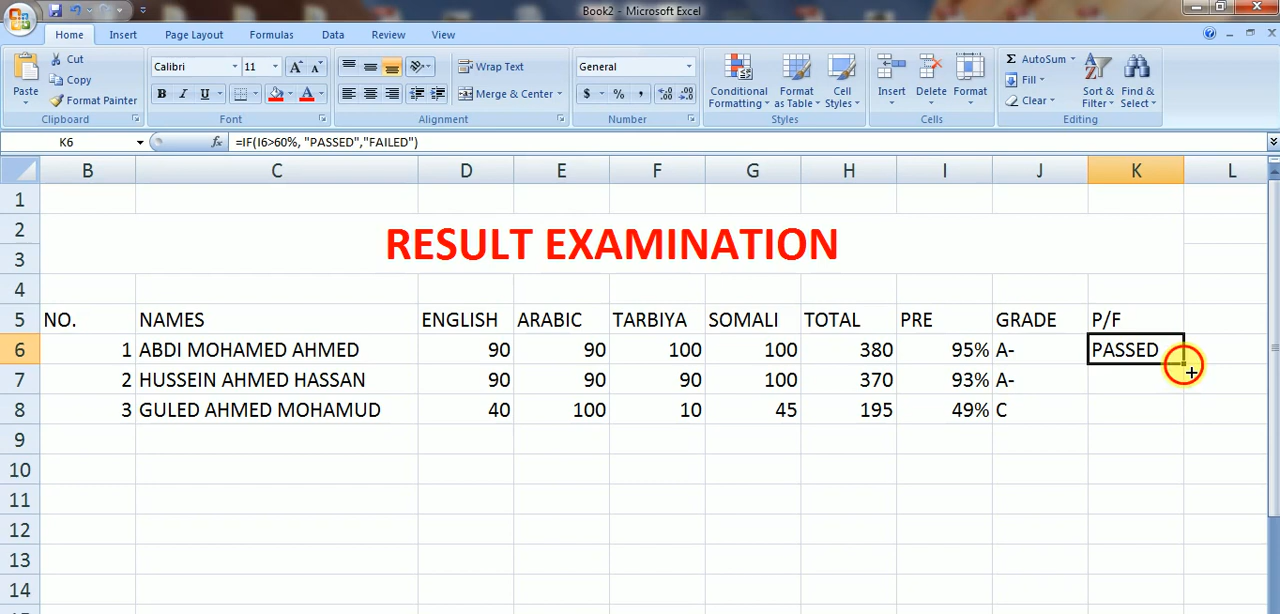 Book2 - Microsoft Excel
Home Insert Page Layout Formulas Data Review View
Paste
Cut
Copy
Format Painter
Clipboard
Calibri 11
B I U
Font
Wrap Text
Merge & Center
Alignment
General
$ % ,
Number
Conditional Formatting
Format as Table
Cell Styles
Styles
Insert
Delete
Format
Cells
Σ AutoSum
Fill
Clear
Sort & Filter
Find & Select
Editing
K6 fx =IF(I6>60%, "PASSED","FAILED")
B C D E F G H I J K L
1
2
RESULT EXAMINATION
3
4
5 NO. NAMES ENGLISH ARABIC TARBIYA SOMALI TOTAL PRE GRADE P/F
6 1 ABDI MOHAMED AHMED 90 90 100 100 380 95% A- PASSED
7 2 HUSSEIN AHMED HASSAN 90 90 90 100 370 93% A-
8 3 GULED AHMED MOHAMUD 40 100 10 45 195 49% C
9
10
11
12
13
14